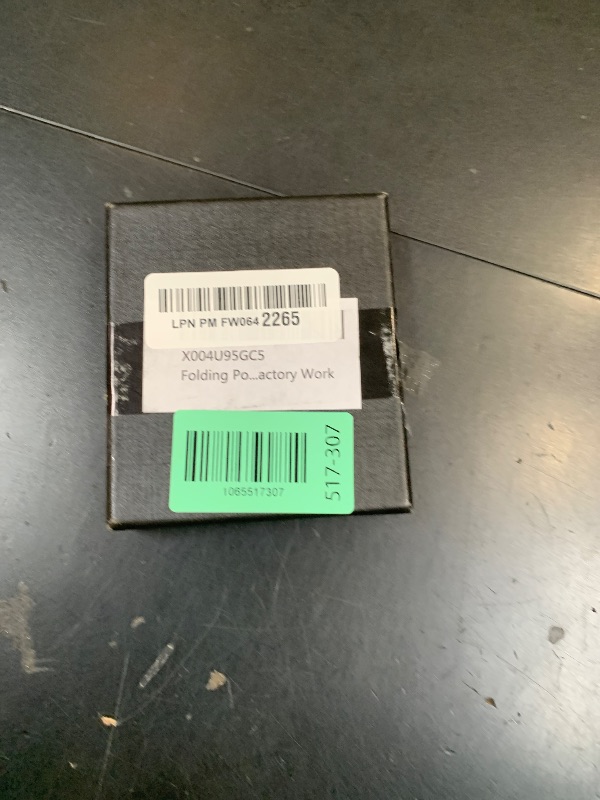 LPN PM FW064 2265
X004U95GC5
Folding Po...actory Work
1065517307
517-307